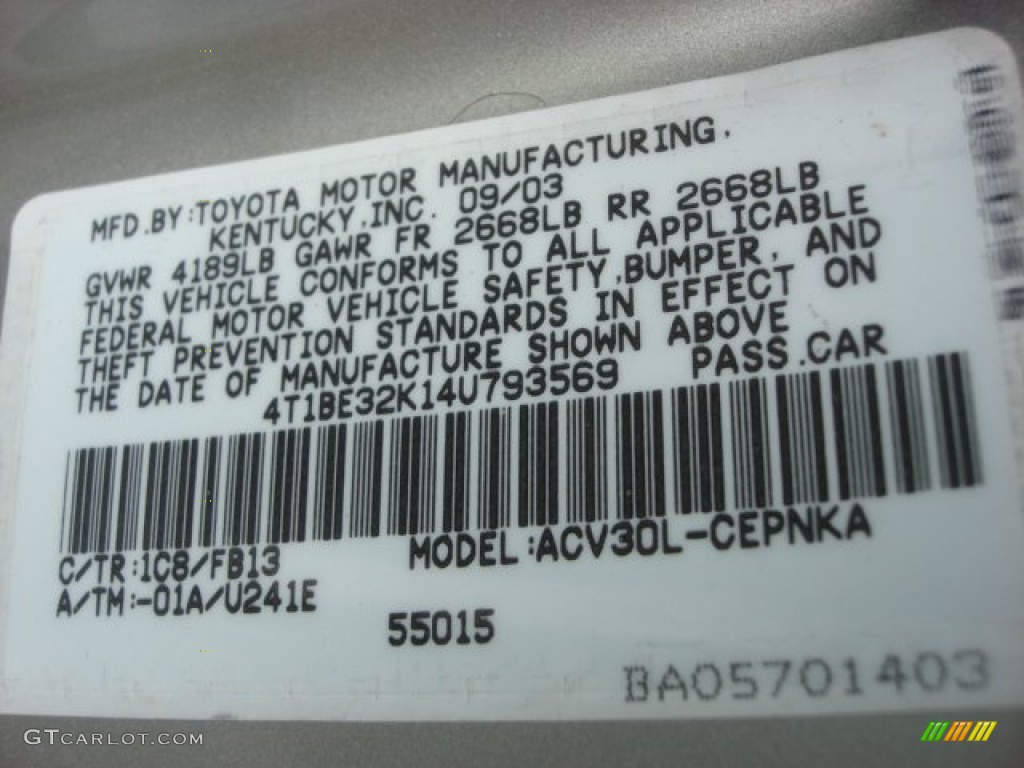 MFD.BY:TOYOTA MOTOR MANUFACTURING.
KENTUCKY,INC. 09/03
GVWR 4189LB GAWR FR 2668LB RR 2668LB
THIS VEHICLE CONFORMS TO ALL APPLICABLE
FEDERAL MOTOR VEHICLE SAFETY,BUMPER, AND
THEFT PREVENTION STANDARDS IN EFFECT ON
THE DATE OF MANUFACTURE SHOWN ABOVE
4T1BE32K14U793569 PASS.CAR
C/TR:1C8/FB13 MODEL:ACV30L-CEPNKA
A/TM:-01A/U241E
55015
BA05701403
GTCARLOT.COM